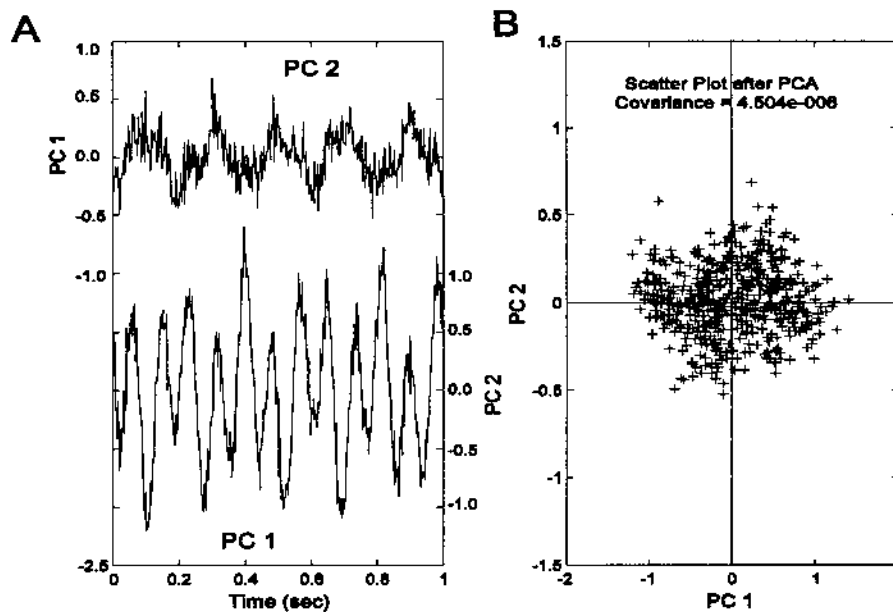 A
1.0
PC 2
0.5
0.0
-0.5
-1.0
PC 1
1.0
0.5
0.0
-0.5
-1.0
PC 2
PC 1
-2.5
0 0.2 0.4 0.6 0.8 1
Time (sec)
B
1.5
Scatter Plot after PCA
Covariance = 4.504e-006
1
0.5
0
-0.5
-1
-1.5
PC 2
-2 -1 0 1
PC 1